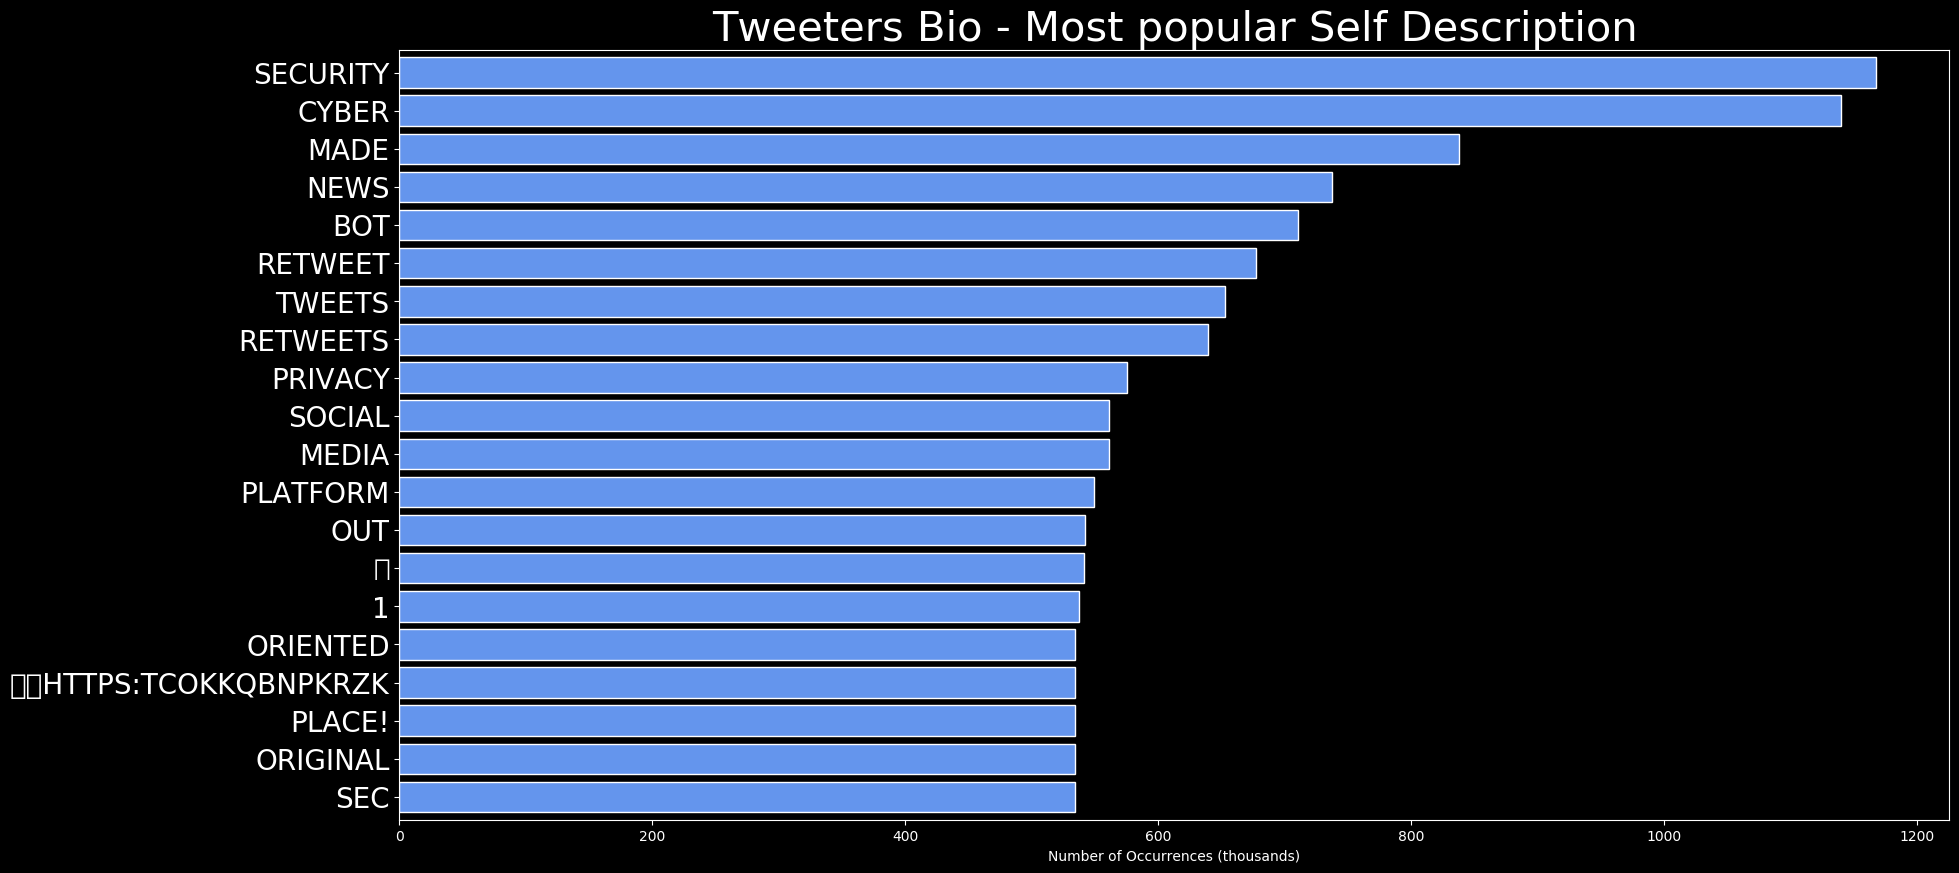 Tweeters Bio - Most popular Self Description
SECURITY
CYBER
MADE
NEWS
BOT
RETWEET
TWEETS
RETWEETS
PRIVACY
SOCIAL
MEDIA
PLATFORM
OUT
1
ORIENTED
HTTPS:TCOKKQBNPKRZK
PLACE!
ORIGINAL
SEC
0 200 400 600 800 1000 1200
Number of Occurrences (thousands)